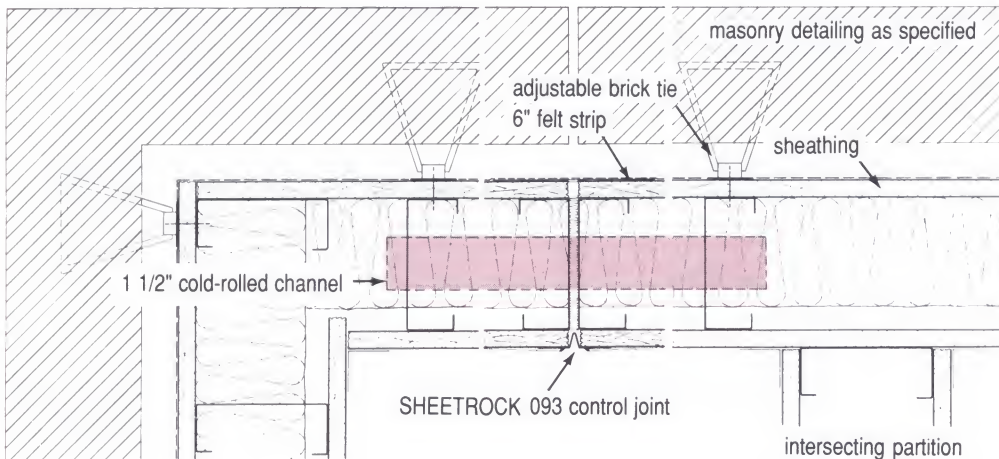 masonry detailing as specified
adjustable brick tie
6" felt strip
sheathing
1 1/2" cold-rolled channel
SHEETROCK 093 control joint
intersecting partition